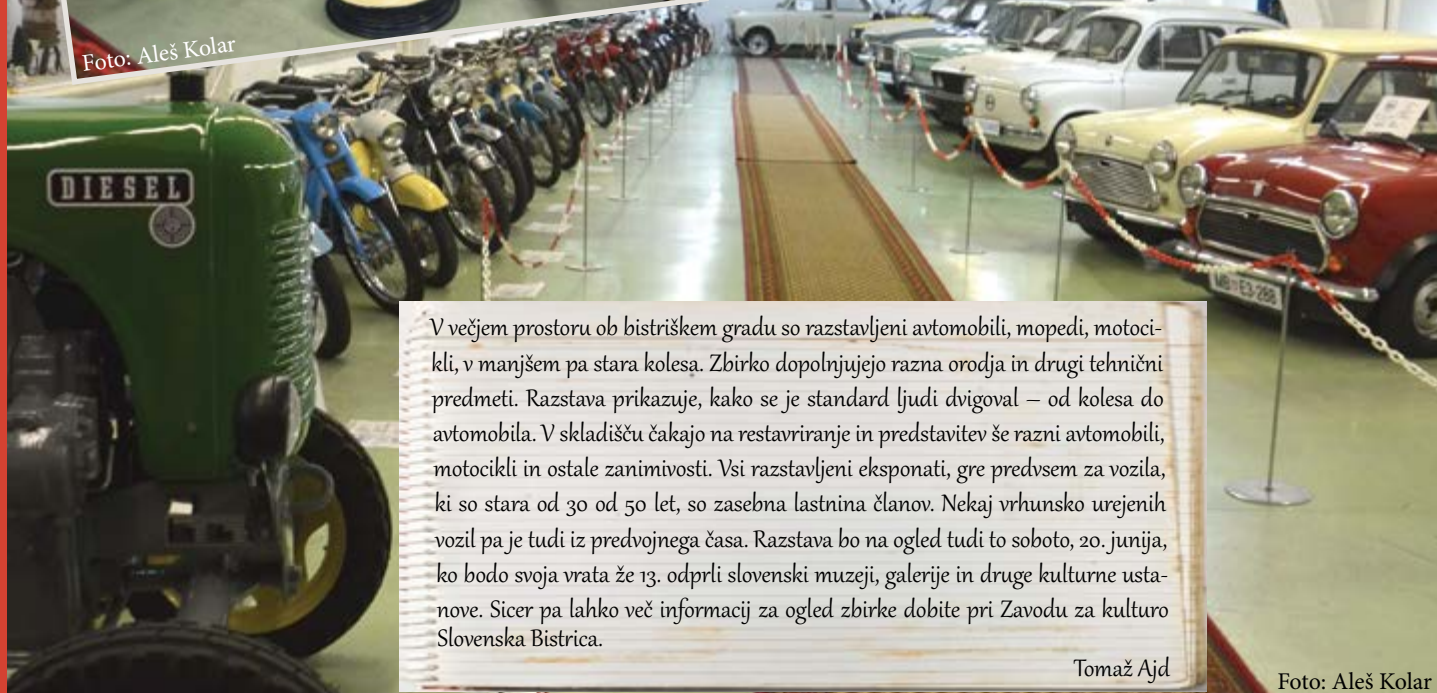 Foto: Aleš Kolar
DIESEL
MB E3-288
V večjem prostoru ob bistriškem gradu so razstavljeni avtomobili, mopedi, motoci-
kli, v manjšem pa stara kolesa. Zbirko dopolnjujejo razna orodja in drugi tehnični
predmeti. Razstava prikazuje, kako se je standard ljudi dvigoval – od kolesa do
avtomobila. V skladišču čakajo na restavriranje in predstavitev še razni avtomobili,
motocikli in ostale zanimivosti. Vsi razstavljeni eksponati, gre predvsem za vozila,
ki so stara od 30 od 50 let, so zasebna lastnina članov. Nekaj vrhunsko urejenih
vozil pa je tudi iz predvojnega časa. Razstava bo na ogled tudi to soboto, 20. junija,
ko bodo svoja vrata že 13. odprli slovenski muzeji, galerije in druge kulturne usta-
nove. Sicer pa lahko več informacij za ogled zbirke dobite pri Zavodu za kulturo
Slovenska Bistrica.
Tomaž Ajd
Foto: Aleš Kolar